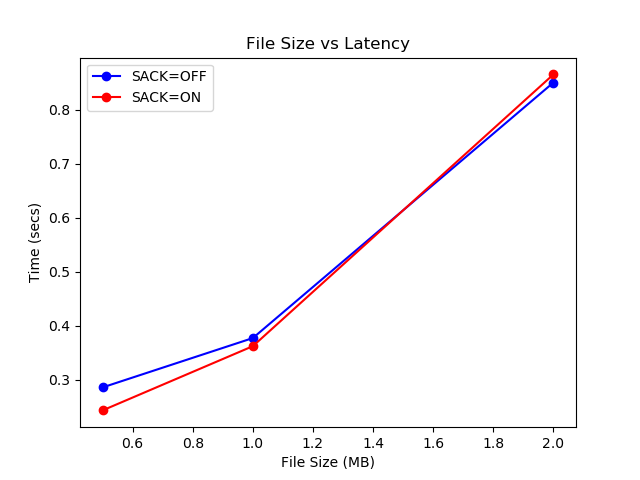 File Size vs Latency
SACK=OFF
SACK=ON
0.8
0.7
0.6
0.5
0.4
0.3
Time (secs)
0.6 0.8 1.0 1.2 1.4 1.6 1.8 2.0
File Size (MB)